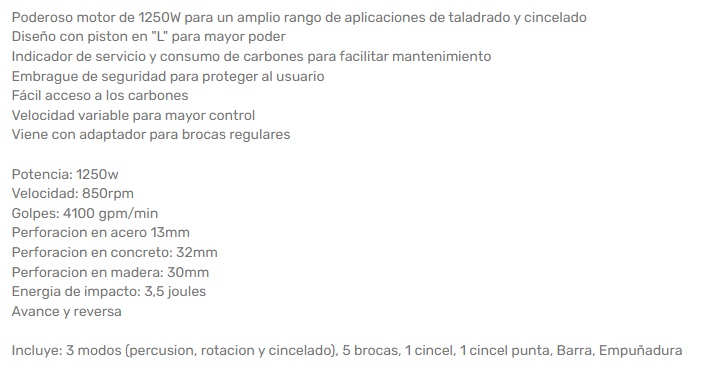 Poderoso motor de 1250W para un amplio rango de aplicaciones de taladrado y cincelado
Diseño con piston en "L" para mayor poder
Indicador de servicio y consumo de carbones para facilitar mantenimiento
Embrague de seguridad para proteger al usuario
Fácil acceso a los carbones
Velocidad variable para mayor control
Viene con adaptador para brocas regulares
Potencia: 1250w
Velocidad: 850rpm
Golpes: 4100 gpm/min
Perforacion en acero 13mm
Perforacion en concreto: 32mm
Perforacion en madera: 30mm
Energia de impacto: 3,5 joules
Avance y reversa
Incluye: 3 modos (percusion, rotacion y cincelado), 5 brocas, 1 cincel, 1 cincel punta, Barra, Empuñadura